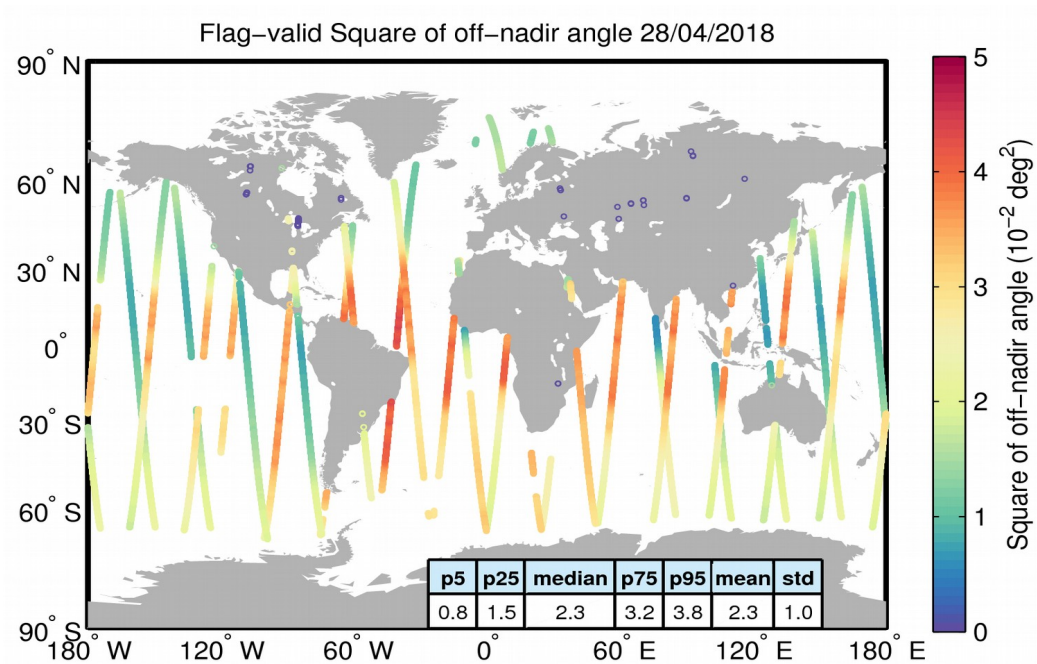 Flag-valid Square of off-nadir angle 28/04/2018
90° N
60° N
30° N
0°
30° S
60° S
90° S
180° W
120° W
60° W
0°
60° E
120° E
180° E
p5 p25 median p75 p95 mean std
0.8 1.5 2.3 3.2 3.8 2.3 1.0
5
4
3
2
1
0
Square of off-nadir angle (10⁻² deg²)